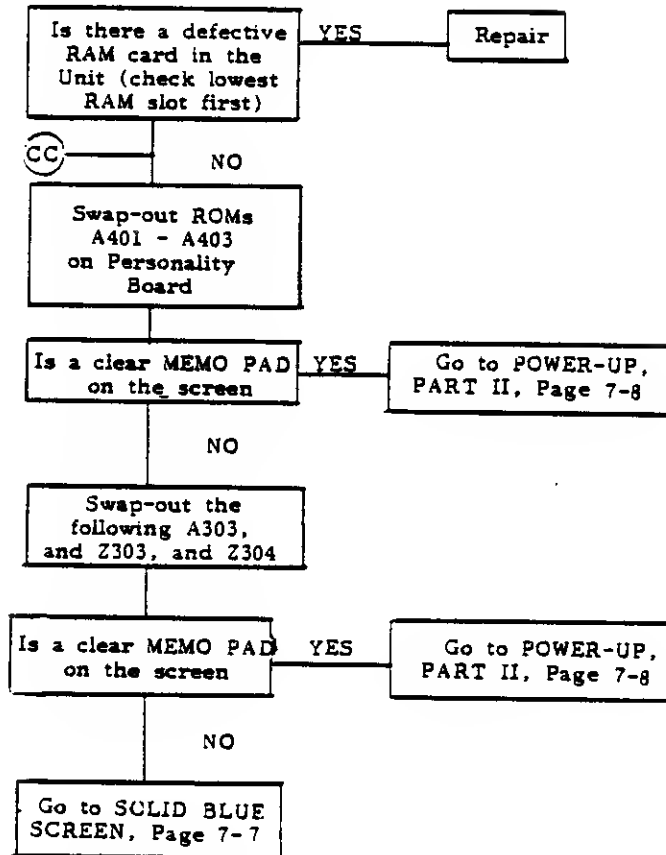 Is there a defective
RAM card in the
Unit (check lowest
RAM slot first)
YES
Repair
CC
NO
Swap-out ROMs
A401 - A403
on Personality
Board
Is a clear MEMO PAD
on the screen
YES
Go to POWER-UP,
PART II, Page 7-8
NO
Swap-out the
following A303,
and Z303, and Z304
Is a clear MEMO PAD
on the screen
YES
Go to POWER-UP,
PART II, Page 7-8
NO
Go to SOLID BLUE
SCREEN, Page 7-7